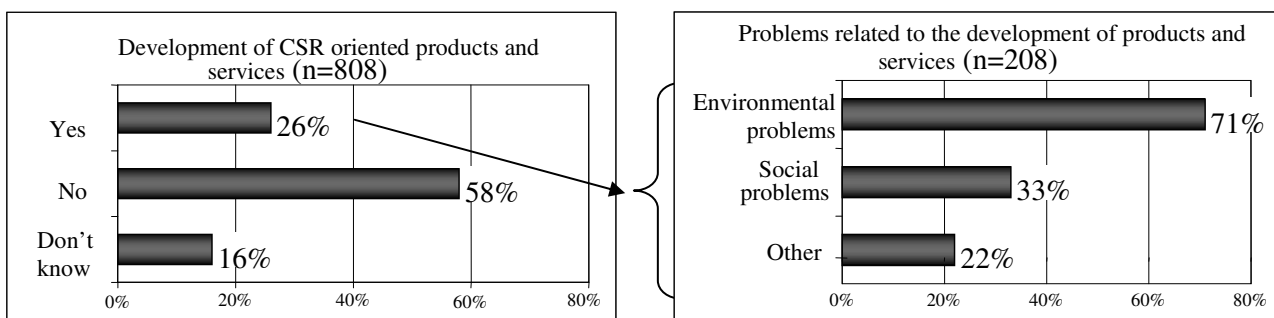 Development of CSR oriented products and
services (n=808)
Yes
26%
No
58%
Don't
know
16%
0%
20%
40%
60%
80%
Problems related to the development of products and
services (n=208)
Environmental
problems
71%
Social
problems
33%
Other
22%
0%
20%
40%
60%
80%